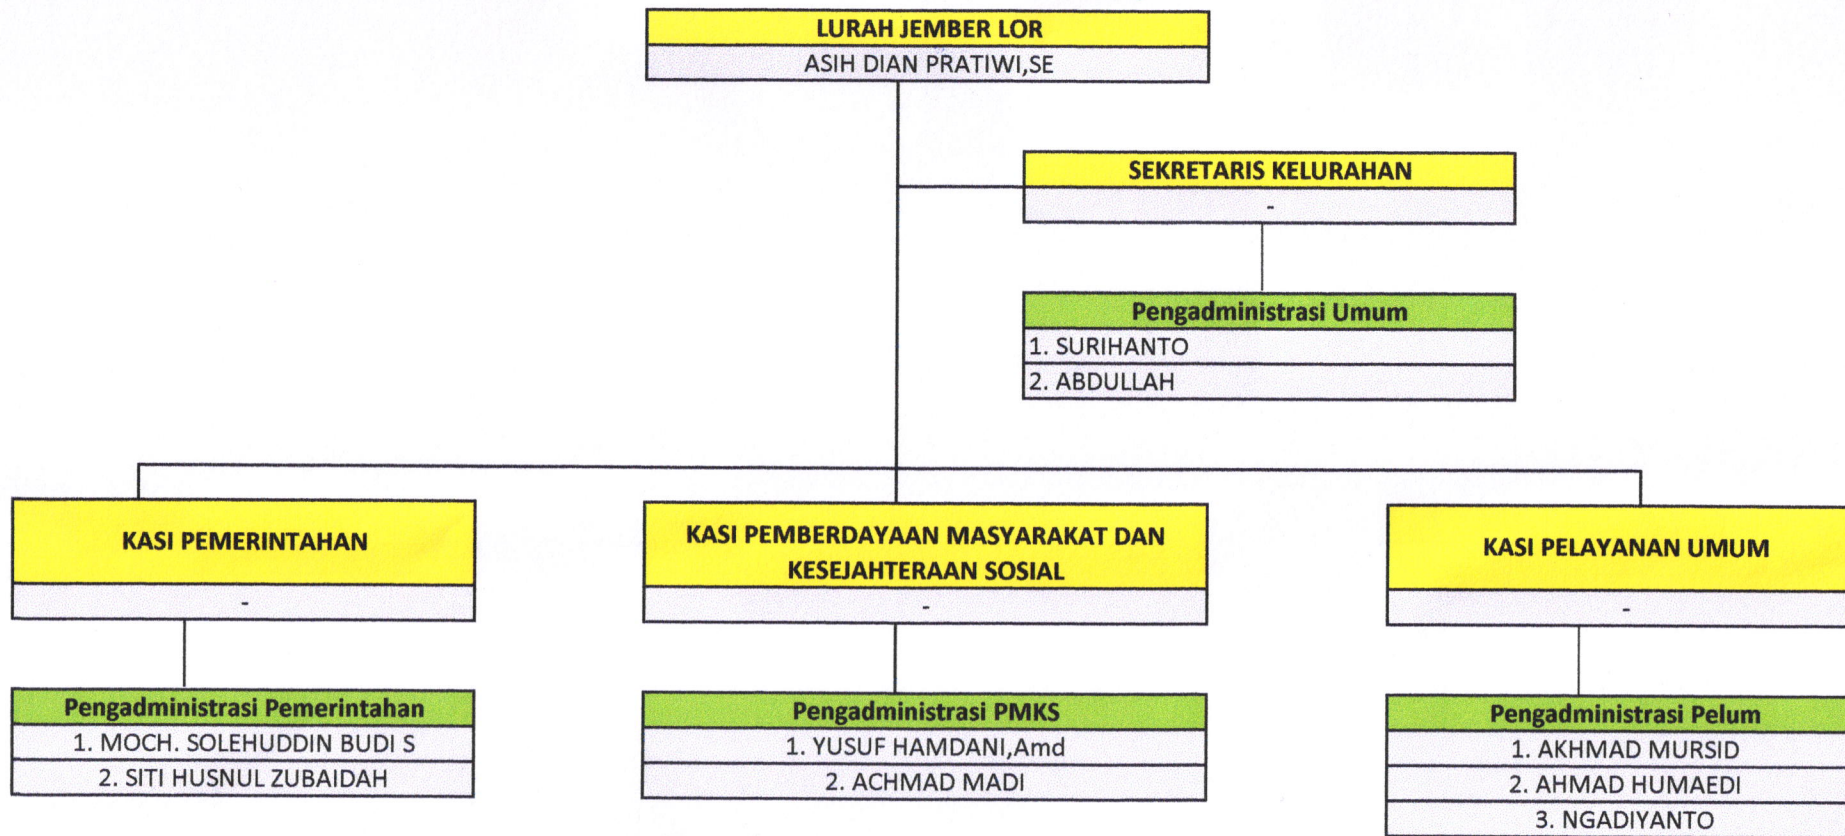 LURAH JEMBER LOR
ASIH DIAN PRATIWI,SE
SEKRETARIS KELURAHAN
-
Pengadministrasi Umum
1. SURIHANTO
2. ABDULLAH
KASI PEMERINTAHAN
-
Pengadministrasi Pemerintahan
1. MOCH. SOLEHUDDIN BUDI S
2. SITI HUSNUL ZUBAIDAH
KASI PEMBERDAYAAN MASYARAKAT DAN
KESEJAHTERAAN SOSIAL
-
Pengadministrasi PMKS
1. YUSUF HAMDANI,Amd
2. ACHMAD MADI
KASI PELAYANAN UMUM
-
Pengadministrasi Pelum
1. AKHMAD MURSID
2. AHMAD HUMAEDI
3. NGADIYANTO